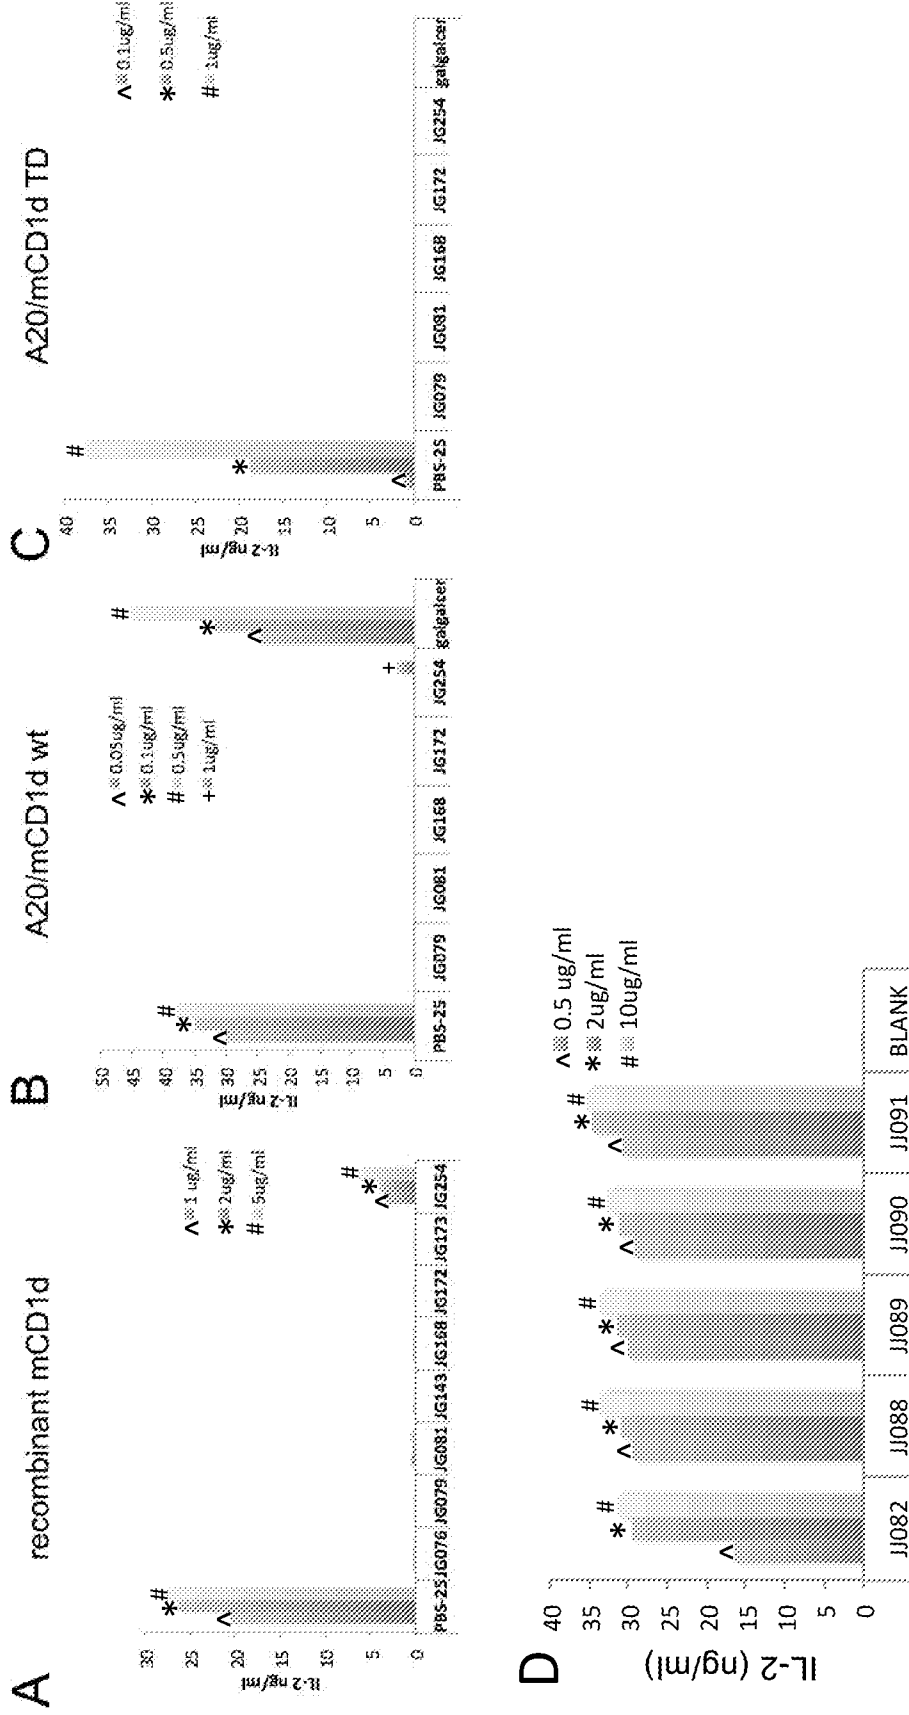 A
recombinant mCD1d
IL-2 ng/ml
30
25
20
15
10
5
0
^ 1 ug/ml
* 2ug/ml
# 5ug/ml
^ * #
^ * #
PBS-25 JG076 JG079 JG081 JG143 JG168 JG172 JG173 JG254
B
A20/mCD1d wt
IL-2 ng/ml
50
45
40
35
30
25
20
15
10
5
0
^ 0.05ug/ml
* 0.1ug/ml
# 0.5ug/ml
+ 1ug/ml
^ * #
+
^ * #
PBS-25 JG079 JG081 JG168 JG172 JG254 galgalcer
C
A20/mCD1d TD
IL-2 ng/ml
40
35
30
25
20
15
10
5
0
^ 0.1ug/ml
* 0.5ug/ml
# 1ug/ml
^ * #
PBS-25 JG079 JG081 JG168 JG172 JG254 galgalcer
D
IL-2 (ng/ml)
40
35
30
25
20
15
10
5
0
^ 0.5 ug/ml
* 2ug/ml
# 10ug/ml
^ * #
^ * #
^ * #
^ * #
^ * #
JJ082 JJ088 JJ089 JJ090 JJ091 BLANK